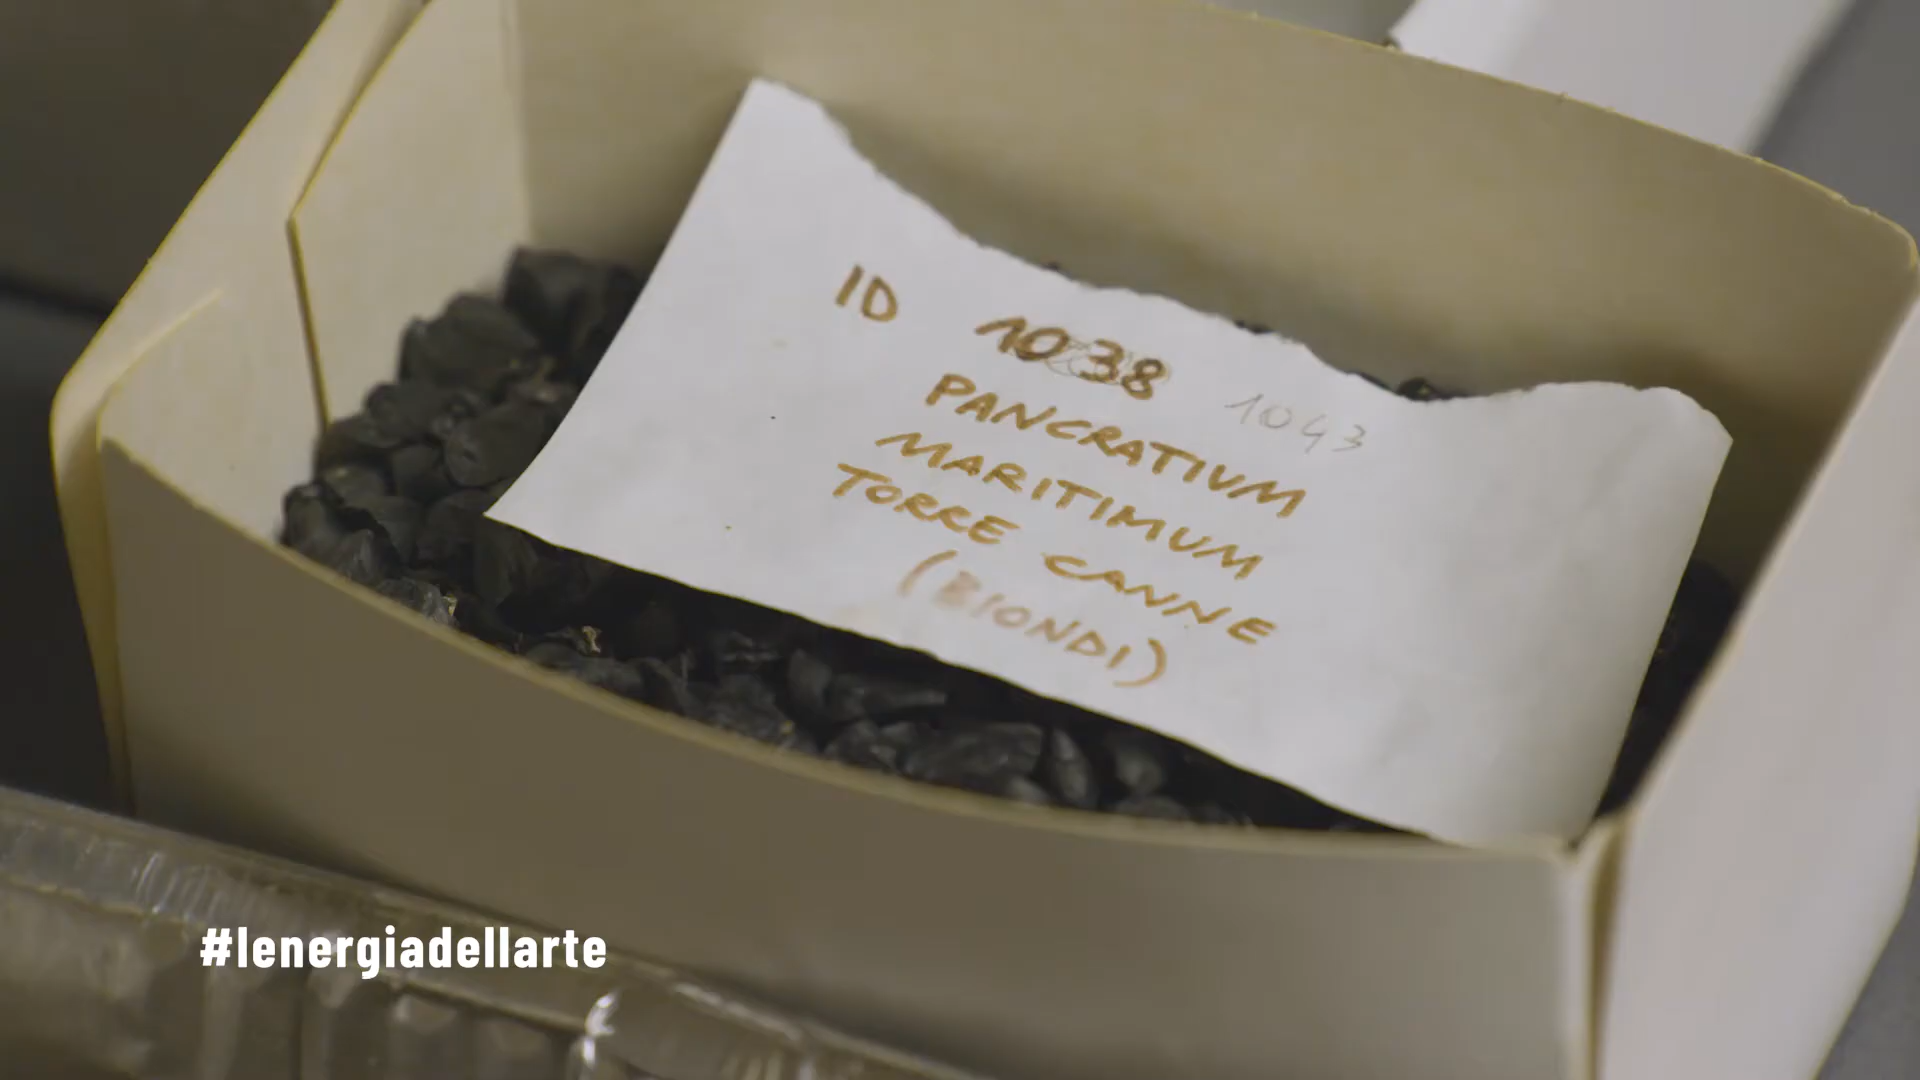 ID 1038
1043
PANCRATIUM
MARITIMUM
TORRE CANNE
(BIONDI)
#lenergiadellarte